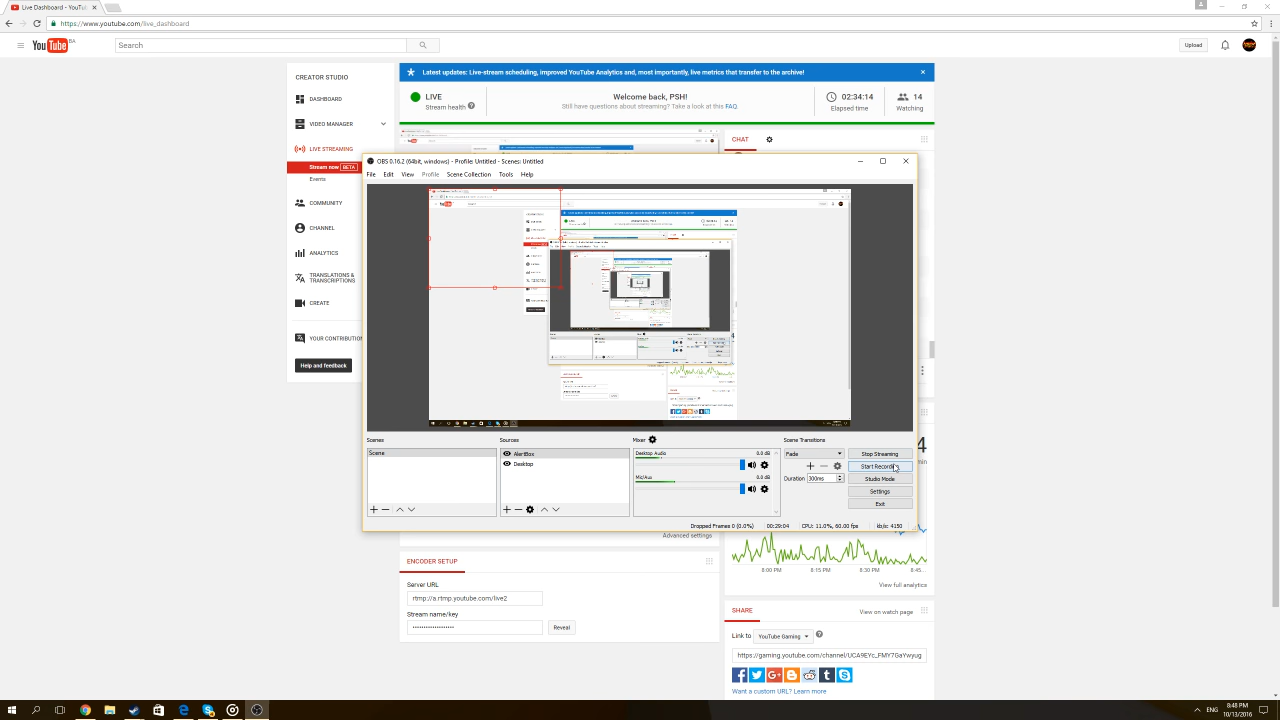 Live Dashboard - YouTu
https://www.youtube.com/live_dashboard
YouTube BA
Search
Upload
CREATOR STUDIO
DASHBOARD
VIDEO MANAGER
LIVE STREAMING
Stream now BETA
Events
COMMUNITY
CHANNEL
ANALYTICS
TRANSLATIONS &
TRANSCRIPTIONS
CREATE
YOUR CONTRIBUTION
Help and feedback
Latest updates: Live-stream scheduling, improved YouTube Analytics and, most importantly, live metrics that transfer to the archive!
LIVE
Stream health
Welcome back, PSH!
Still have questions about streaming? Take a look at this FAQ.
02:34:14
Elapsed time
14
Watching
CHAT
OBS 0.16.2 (64bit, windows) - Profile: Untitled - Scenes: Untitled
File Edit View Profile Scene Collection Tools Help
Scenes
Scene
Sources
AlertBox
Desktop
Mixer
Desktop Audio 0.0 dB
Mic/Aux 0.0 dB
Scene Transitions
Fade
Duration 300ms
Stop Streaming
Start Recording
Studio Mode
Settings
Exit
Dropped Frames 0 (0.0%) 00:29:04 CPU: 11.0%, 60.00 fps kb/s: 4150
Advanced settings
4
min
8:00 PM 8:15 PM 8:30 PM 8:45...
View full analytics
ENCODER SETUP
Server URL
rtmp://a.rtmp.youtube.com/live2
Stream name/key
••••••••••••••••••••
Reveal
SHARE
View on watch page
Link to YouTube Gaming
https://gaming.youtube.com/channel/UCA9EYc_FMY7GaYwyug
Want a custom URL? Learn more
ENG
8:48 PM
10/13/2016